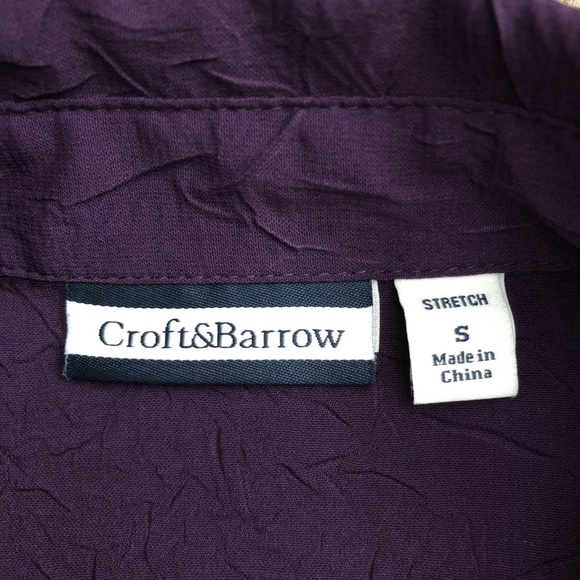 Croft&Barrow
STRETCH
S
Made in
China